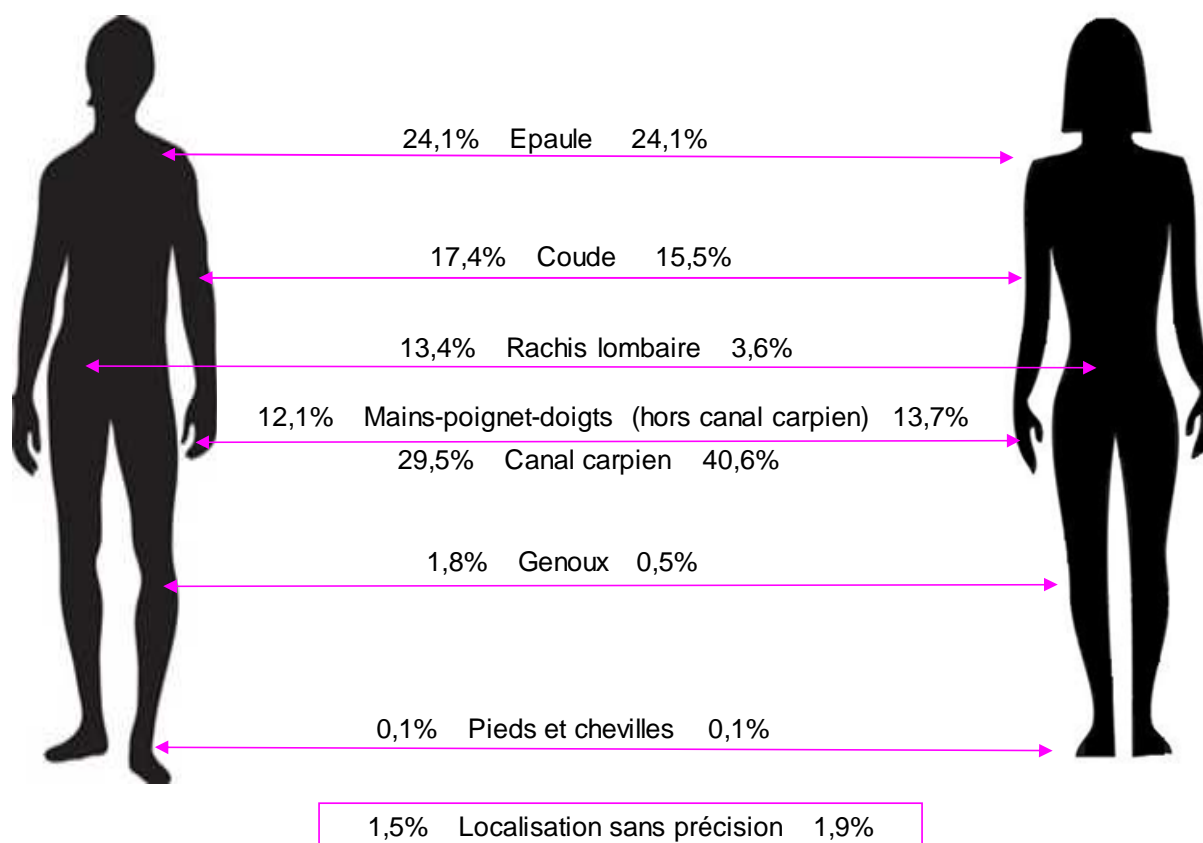 24,1% Epaule 24,1%
17,4% Coude 15,5%
13,4% Rachis lombaire 3,6%
12,1% Mains-poignet-doigts (hors canal carpien) 13,7%
29,5% Canal carpien 40,6%
1,8% Genoux 0,5%
0,1% Pieds et chevilles 0,1%
1,5% Localisation sans précision 1,9%